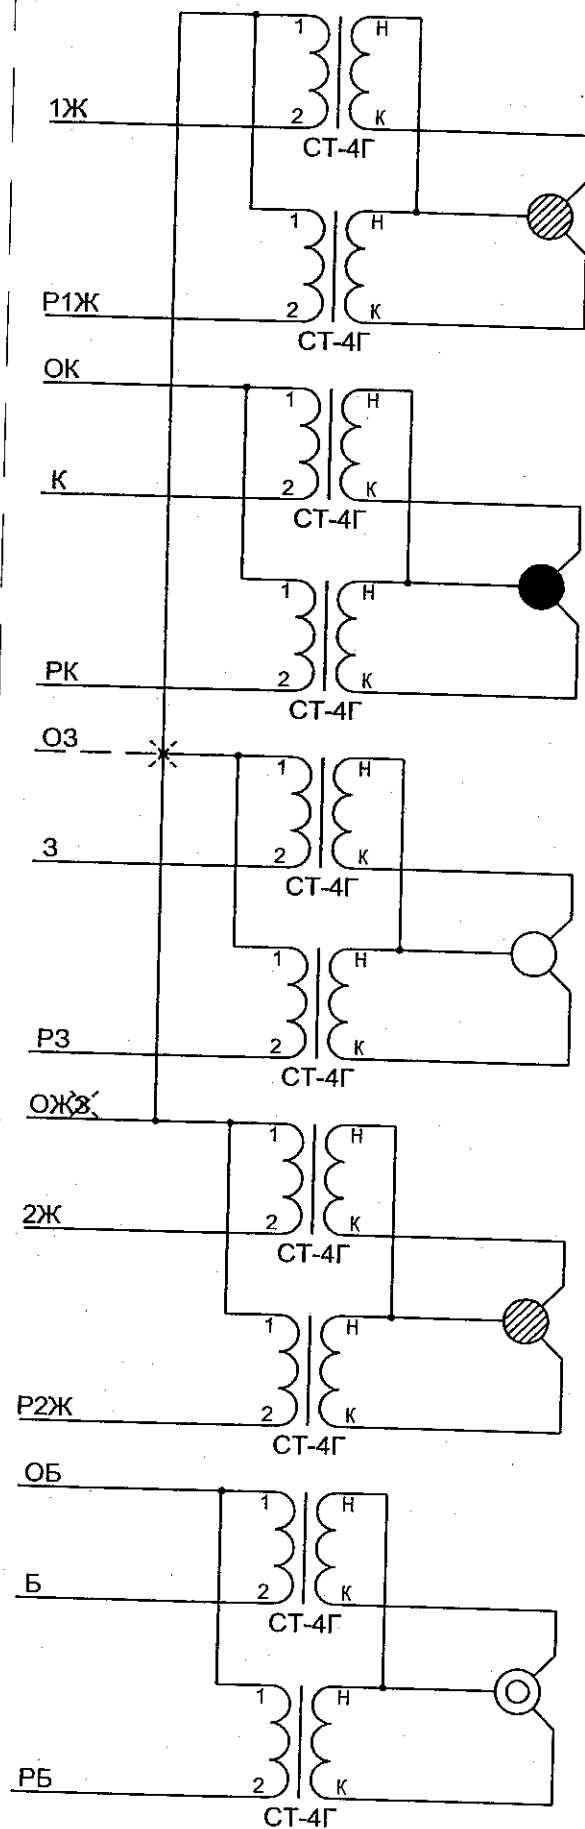 1 Н
1Ж
2 К
СТ-4Г
1 Н
Р1Ж
2 К
СТ-4Г
ОК
1 Н
К
2 К
СТ-4Г
1 Н
РК
2 К
СТ-4Г
ОЗ
1 Н
З
2 К
СТ-4Г
1 Н
РЗ
2 К
СТ-4Г
ОЖЗ
1 Н
2Ж
2 К
СТ-4Г
1 Н
Р2Ж
2 К
СТ-4Г
ОБ
1 Н
Б
2 К
СТ-4Г
1 Н
РБ
2 К
СТ-4Г